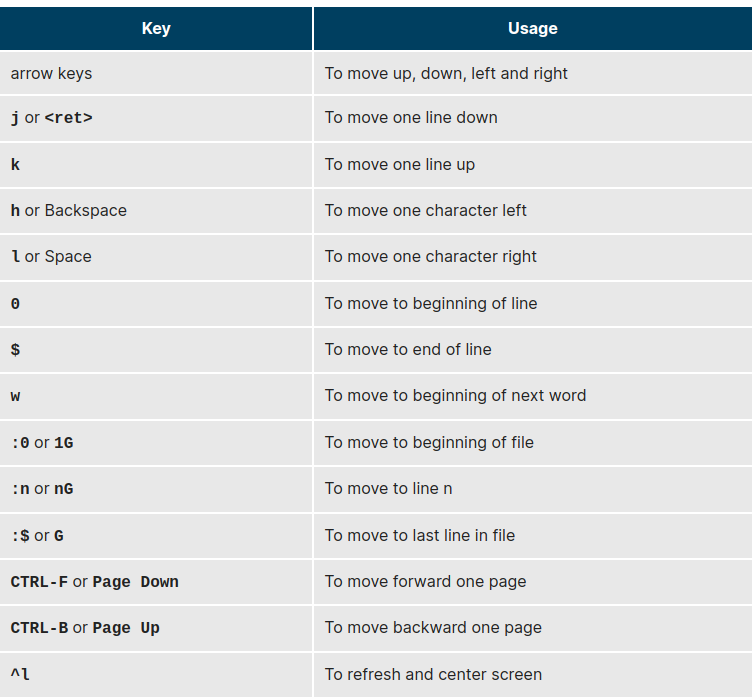 Key Usage
arrow keys To move up, down, left and right
j or <ret> To move one line down
k To move one line up
h or Backspace To move one character left
l or Space To move one character right
0 To move to beginning of line
$ To move to end of line
w To move to beginning of next word
:0 or 1G To move to beginning of file
:n or nG To move to line n
:$ or G To move to last line in file
CTRL-F or Page Down To move forward one page
CTRL-B or Page Up To move backward one page
^l To refresh and center screen